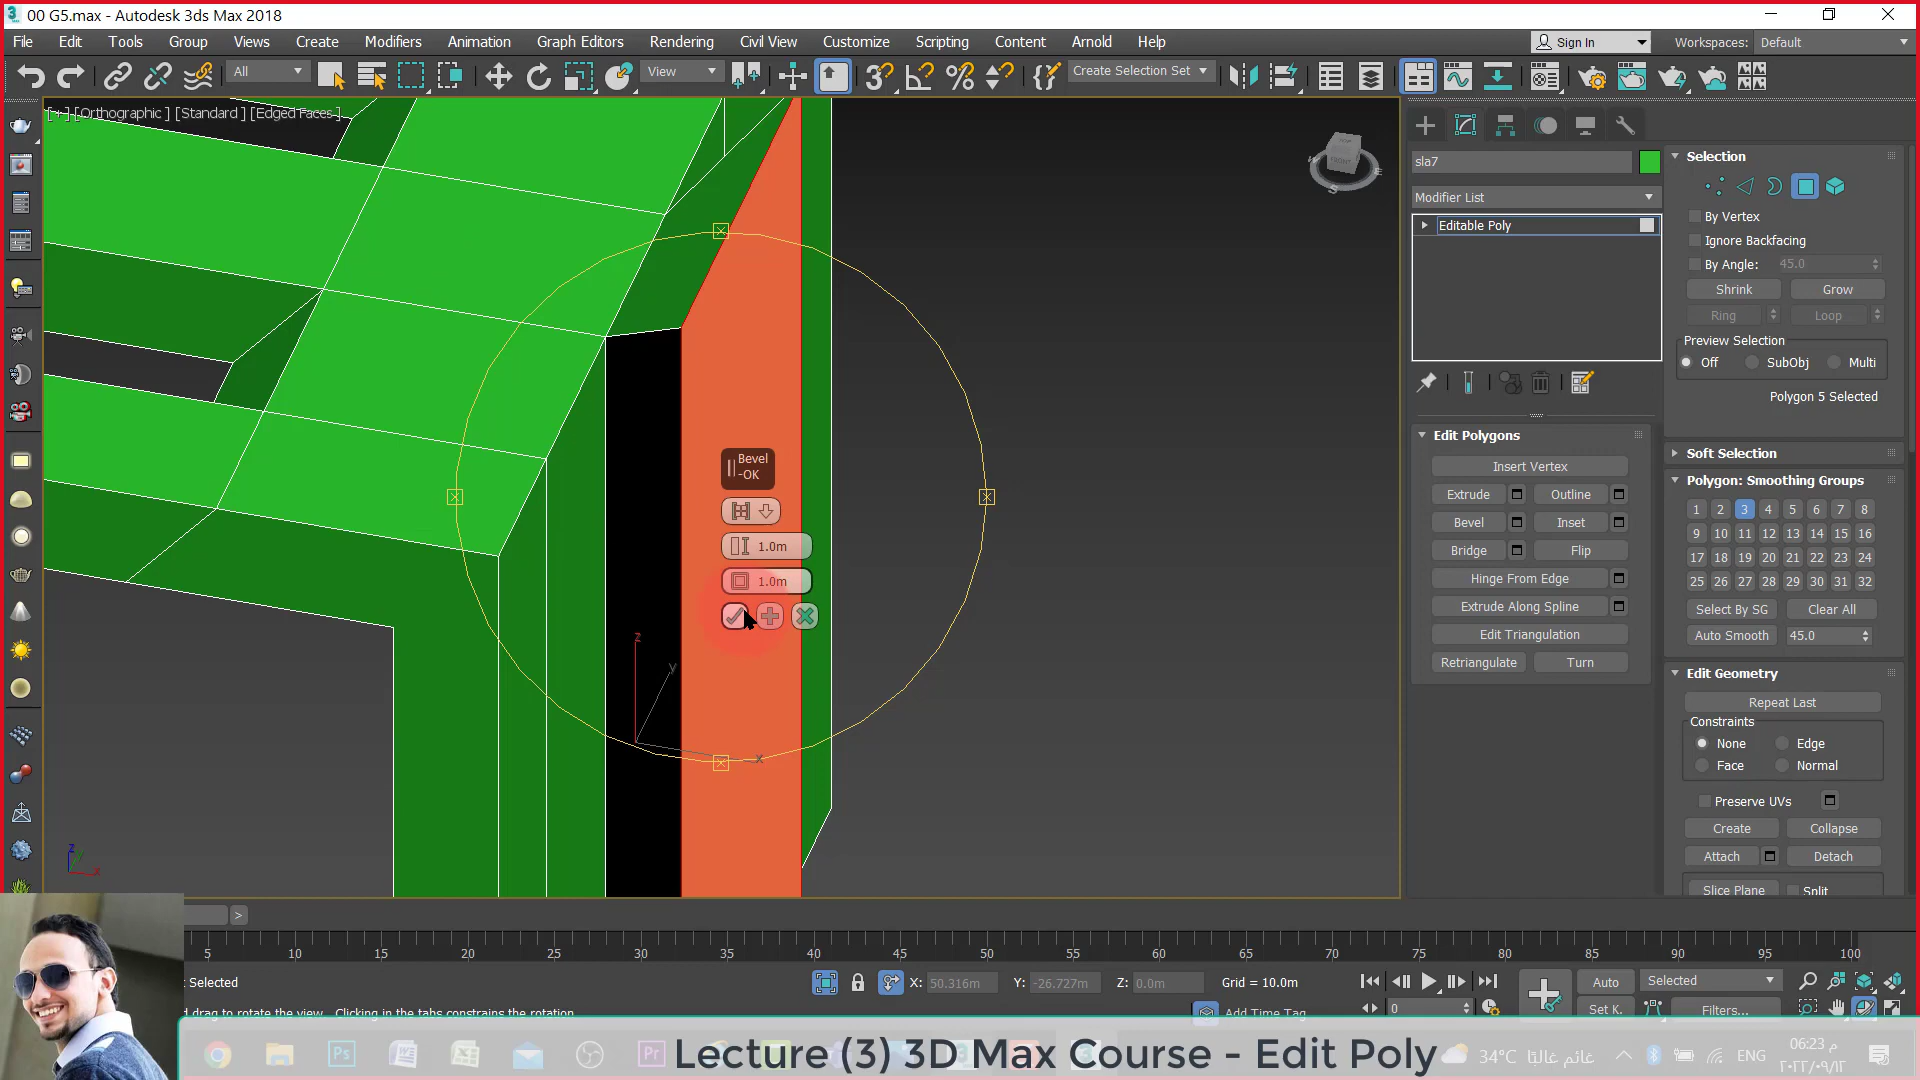 00 G5.max - Autodesk 3ds Max 2018
File Edit Tools Group Views Create Modifiers Animation Graph Editors Rendering Civil View Customize Scripting Content Arnold Help
Sign In
Workspaces: Default
All
View
Create Selection Set
[+] [Orthographic ] [Standard ] [Edged Faces ]
sla7
Modifier List
Editable Poly
Selection
By Vertex
Ignore Backfacing
By Angle: 45.0
Shrink Grow
Ring Loop
Preview Selection
Off SubObj Multi
Polygon 5 Selected
Edit Polygons
Insert Vertex
Extrude Outline
Bevel Inset
Bridge Flip
Hinge From Edge
Extrude Along Spline
Edit Triangulation
Retriangulate Turn
Soft Selection
Polygon: Smoothing Groups
1 2 3 4 5 6 7 8
9 10 11 12 13 14 15 16
17 18 19 20 21 22 23 24
25 26 27 28 29 30 31 32
Select By SG Clear All
Auto Smooth 45.0
Edit Geometry
Repeat Last
Constraints
None Edge
Face Normal
Preserve UVs
Create Collapse
Attach Detach
Slice Plane Split
Bevel
-OK
1.0m
1.0m
z
y
x
z
x
FRONT
S
>
5 10 15 20 25 30 35 40 45 50 55 60 65 70 75 80 85 90 95 100
Selected
X: 50.316m Y: -26.727m Z: 0.0m Grid = 10.0m
Auto Selected
drag to rotate the view. Clicking in the tabs constrains the rotation
Add Time Tag
0
Set K. Filters...
Lecture (3) 3D Max Course - Edit Poly
34°C غائم غالبًا
ENG
06:23 م
٢٠٢٢/٠٩/١٢